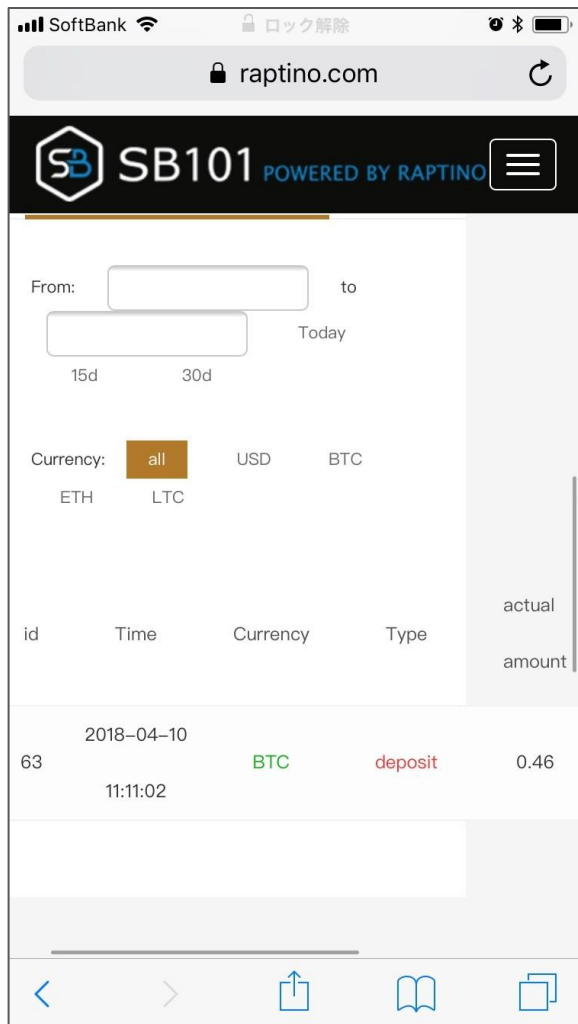 SoftBank ロック解除
raptino.com
SB SB101 POWERED BY RAPTINO
From: to
Today
15d 30d
Currency: all USD BTC
ETH LTC
actual
id Time Currency Type
amount
2018-04-10
63 BTC deposit 0.46
11:11:02